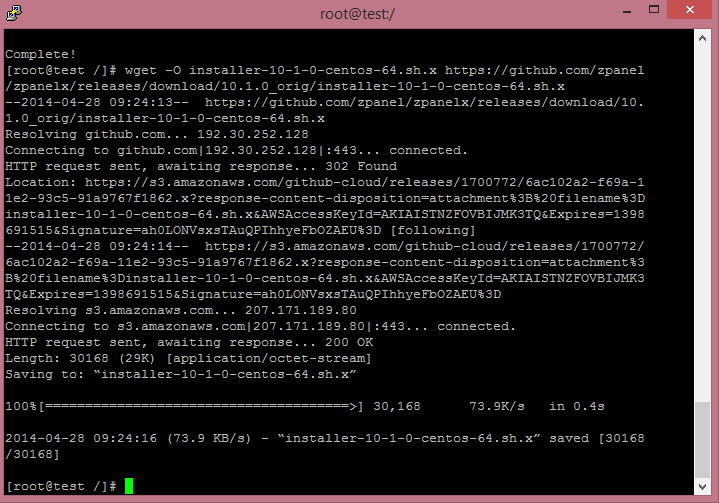 root@test:/
Complete!
[root@test /]# wget -O installer-10-1-0-centos-64.sh.x https://github.com/zpanel
/zpanelx/releases/download/10.1.0_orig/installer-10-1-0-centos-64.sh.x
--2014-04-28 09:24:13--  https://github.com/zpanel/zpanelx/releases/download/10.
1.0_orig/installer-10-1-0-centos-64.sh.x
Resolving github.com... 192.30.252.128
Connecting to github.com|192.30.252.128|:443... connected.
HTTP request sent, awaiting response... 302 Found
Location: https://s3.amazonaws.com/github-cloud/releases/1700772/6ac102a2-f69a-1
1e2-93c5-91a9767f1862.x?response-content-disposition=attachment%3B%20filename%3D
installer-10-1-0-centos-64.sh.x&AWSAccessKeyId=AKIAISTNZFOVBIJMK3TQ&Expires=1398
691515&Signature=ah0LONVsxsTAuQPIhhyeFbOZAEU%3D [following]
--2014-04-28 09:24:14--  https://s3.amazonaws.com/github-cloud/releases/1700772/
6ac102a2-f69a-11e2-93c5-91a9767f1862.x?response-content-disposition=attachment%3
B%20filename%3Dinstaller-10-1-0-centos-64.sh.x&AWSAccessKeyId=AKIAISTNZFOVBIJMK3
TQ&Expires=1398691515&Signature=ah0LONVsxsTAuQPIhhyeFbOZAEU%3D
Resolving s3.amazonaws.com... 207.171.189.80
Connecting to s3.amazonaws.com|207.171.189.80|:443... connected.
HTTP request sent, awaiting response... 200 OK
Length: 30168 (29K) [application/octet-stream]
Saving to: “installer-10-1-0-centos-64.sh.x”
100%[======================================>] 30,168      73.9K/s   in 0.4s
2014-04-28 09:24:16 (73.9 KB/s) - “installer-10-1-0-centos-64.sh.x” saved [30168
/30168]
[root@test /]#